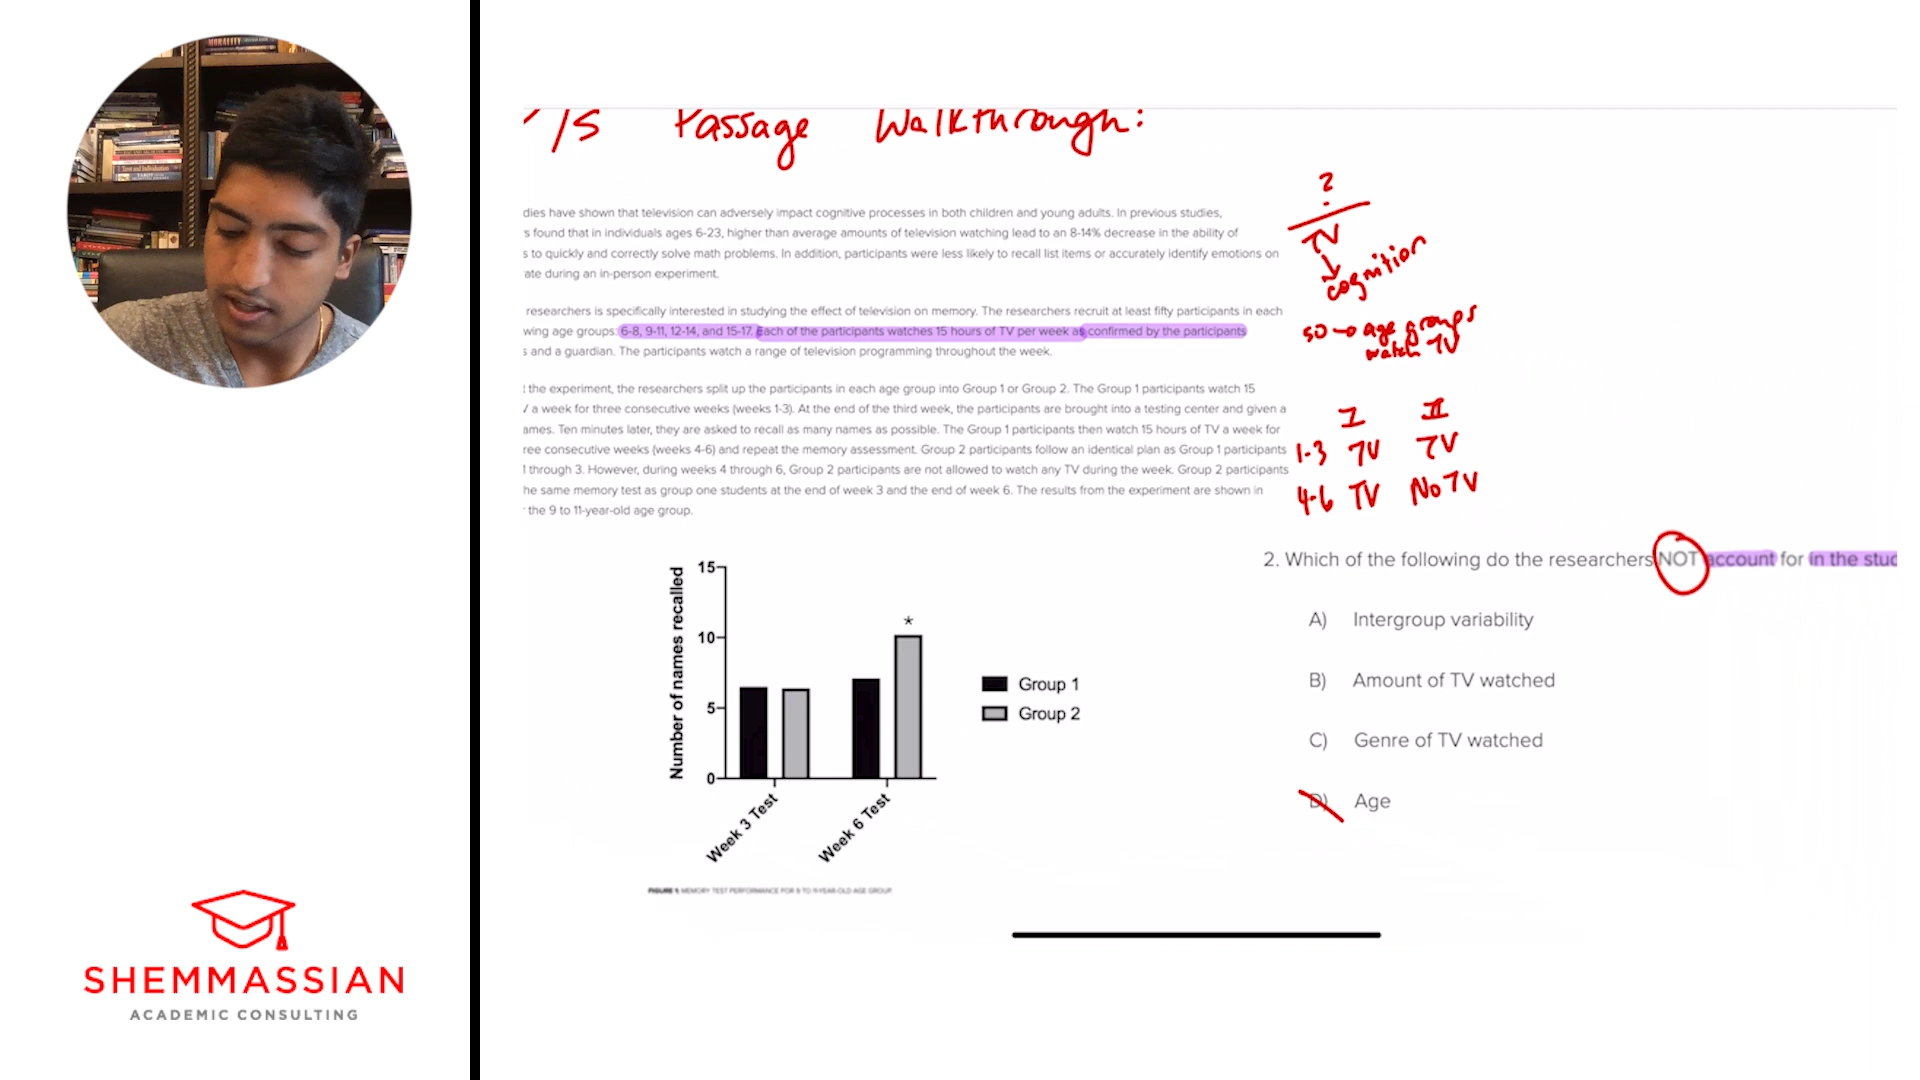 /S Passage Walkthrough:
dies have shown that television can adversely impact cognitive processes in both children and young adults. In previous studies,
s found that in individuals ages 6-23, higher than average amounts of television watching lead to an 8-14% decrease in the ability of
s to quickly and correctly solve math problems. In addition, participants were less likely to recall list items or accurately identify emotions on
ate during an in-person experiment.
researchers is specifically interested in studying the effect of television on memory. The researchers recruit at least fifty participants in each
wing age groups: 6-8, 9-11, 12-14, and 15-17. Each of the participants watches 15 hours of TV per week as confirmed by the participants
s and a guardian. The participants watch a range of television programming throughout the week.
the experiment, the researchers split up the participants in each age group into Group 1 or Group 2. The Group 1 participants watch 15
V a week for three consecutive weeks (weeks 1-3). At the end of the third week, the participants are brought into a testing center and given a
ames. Ten minutes later, they are asked to recall as many names as possible. The Group 1 participants then watch 15 hours of TV a week for
ree consecutive weeks (weeks 4-6) and repeat the memory assessment. Group 2 participants follow an identical plan as Group 1 participants
1 through 3. However, during weeks 4 through 6, Group 2 participants are not allowed to watch any TV during the week. Group 2 participants
he same memory test as group one students at the end of week 3 and the end of week 6. The results from the experiment are shown in
the 9 to 11-year-old age group.
?
TV
cognition
50 → age groups
watch TV
I II
1-3 TV TV
4-6 TV No TV
Number of names recalled
15
10
5
0
*
Week 3 Test
Week 6 Test
Group 1
Group 2
FIGURE 1: MEMORY TEST PERFORMANCE FOR 9 TO 11-YEAR-OLD AGE GROUP.
2. Which of the following do the researchers NOT account for in the stud
A) Intergroup variability
B) Amount of TV watched
C) Genre of TV watched
D) Age
SHEMMASSIAN
ACADEMIC CONSULTING